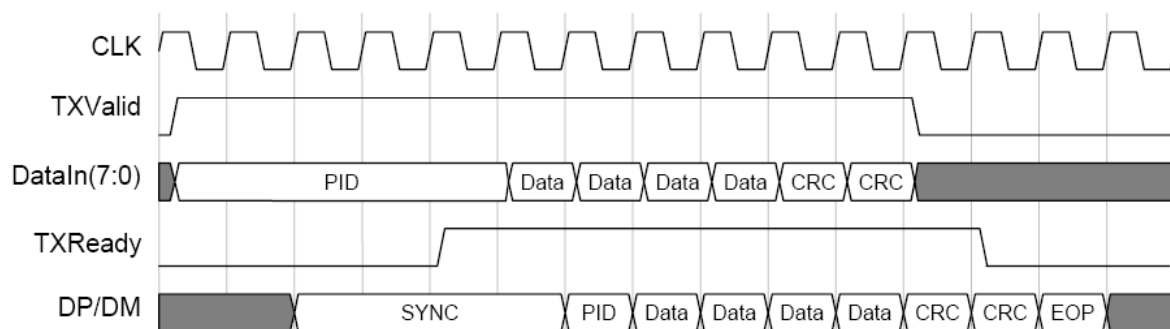 CLK
TXValid
DataIn(7:0) PID Data Data Data Data CRC CRC
TXReady
DP/DM SYNC PID Data Data Data Data CRC CRC EOP